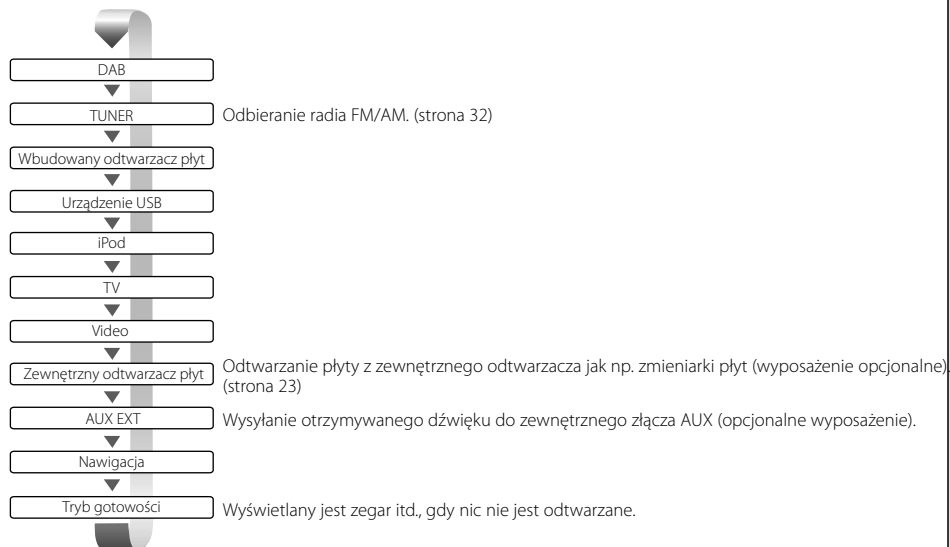 DAB
TUNER
Odbieranie radia FM/AM. (strona 32)
Wbudowany odtwarzacz płyt
Urządzenie USB
iPod
TV
Video
Zewnętrzny odtwarzacz płyt
Odtwarzanie płyty z zewnętrznego odtwarzacza jak np. zmieniarki płyt (wyposażenie opcjonalne).
(strona 23)
AUX EXT
Wysyłanie otrzymywanego dźwięku do zewnętrznego złącza AUX (opcjonalne wyposażenie).
Nawigacja
Tryb gotowości
Wyświetlany jest zegar itd., gdy nic nie jest odtwarzane.